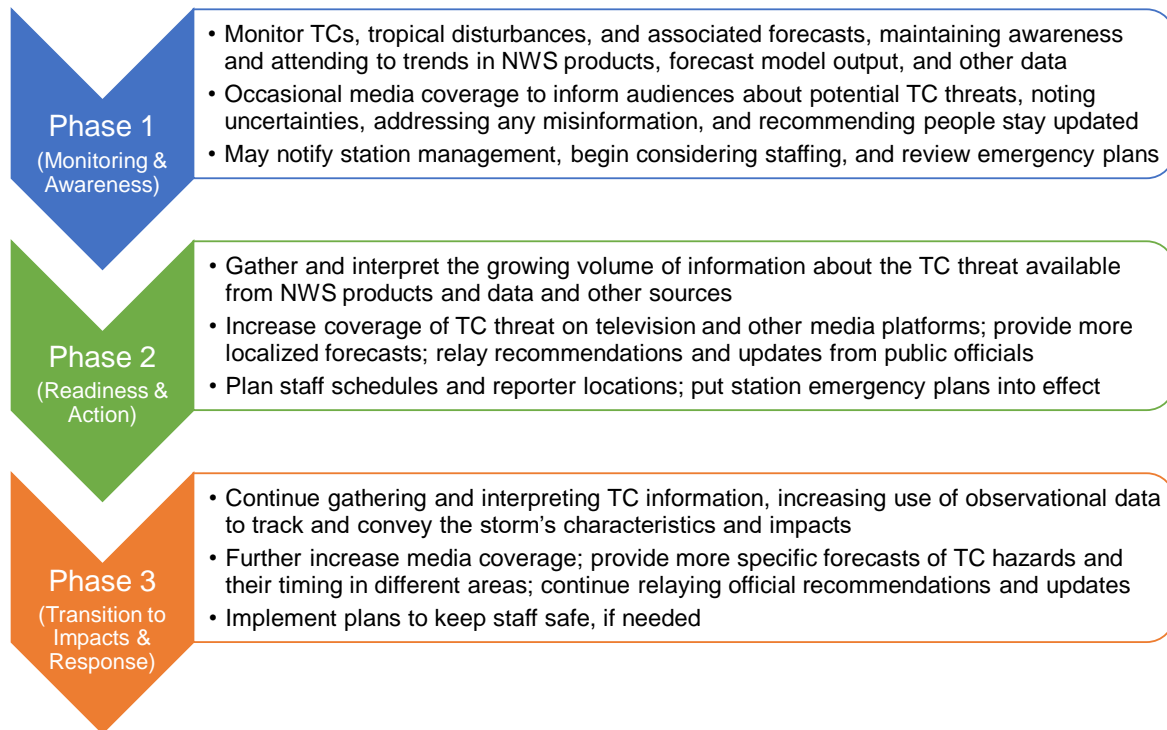 Phase 1
(Monitoring &
Awareness)
• Monitor TCs, tropical disturbances, and associated forecasts, maintaining awareness
and attending to trends in NWS products, forecast model output, and other data
• Occasional media coverage to inform audiences about potential TC threats, noting
uncertainties, addressing any misinformation, and recommending people stay updated
• May notify station management, begin considering staffing, and review emergency plans
Phase 2
(Readiness &
Action)
• Gather and interpret the growing volume of information about the TC threat available
from NWS products and data and other sources
• Increase coverage of TC threat on television and other media platforms; provide more
localized forecasts; relay recommendations and updates from public officials
• Plan staff schedules and reporter locations; put station emergency plans into effect
Phase 3
(Transition to
Impacts &
Response)
• Continue gathering and interpreting TC information, increasing use of observational data
to track and convey the storm's characteristics and impacts
• Further increase media coverage; provide more specific forecasts of TC hazards and
their timing in different areas; continue relaying official recommendations and updates
• Implement plans to keep staff safe, if needed